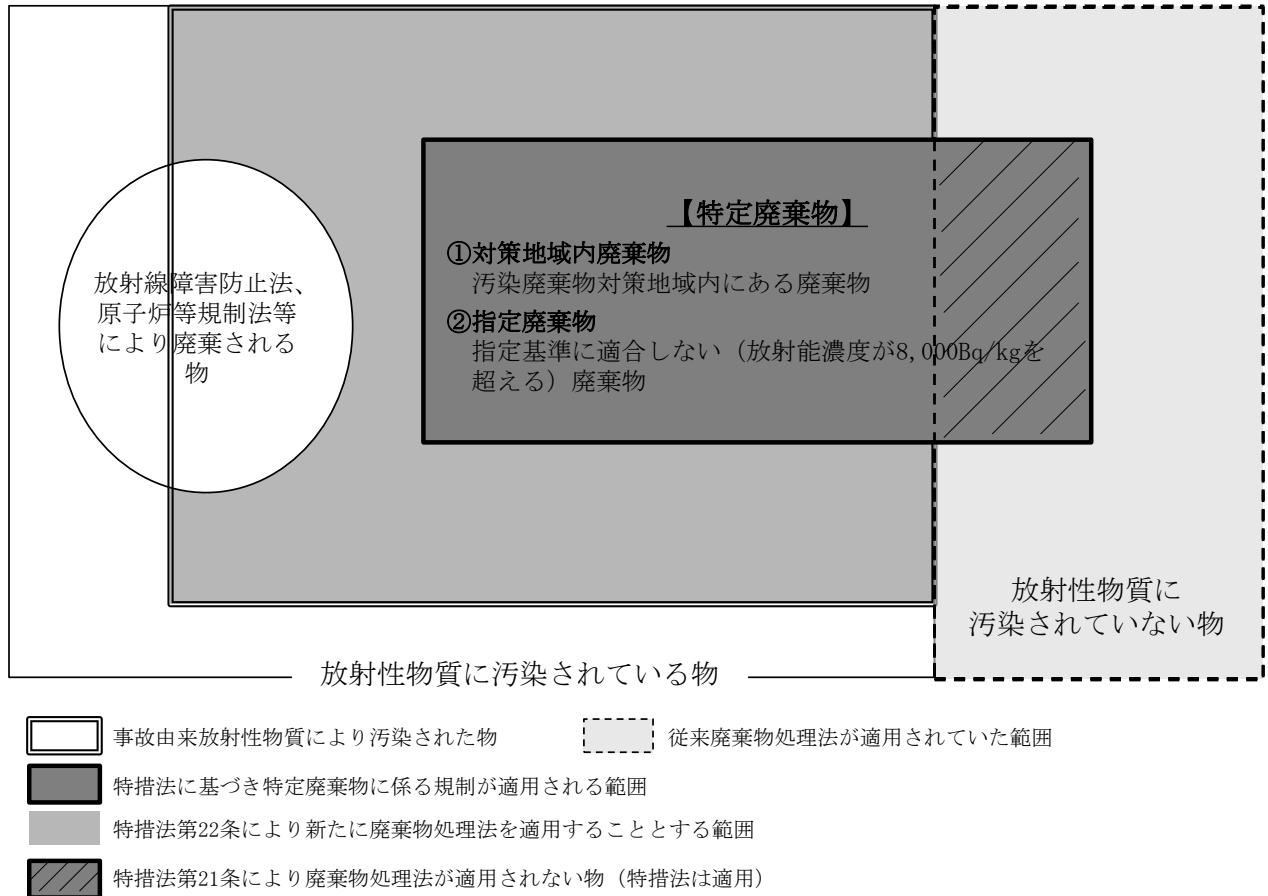 【特定廃棄物】
①対策地域内廃棄物
汚染廃棄物対策地域内にある廃棄物
②指定廃棄物
指定基準に適合しない（放射能濃度が8,000Bq/kgを
超える）廃棄物
放射線障害防止法、
原子炉等規制法等
により廃棄される
物
放射性物質に
汚染されていない物
放射性物質に汚染されている物
事故由来放射性物質により汚染された物
従来廃棄物処理法が適用されていた範囲
特措法に基づき特定廃棄物に係る規制が適用される範囲
特措法第22条により新たに廃棄物処理法を適用することとする範囲
特措法第21条により廃棄物処理法が適用されない物（特措法は適用）